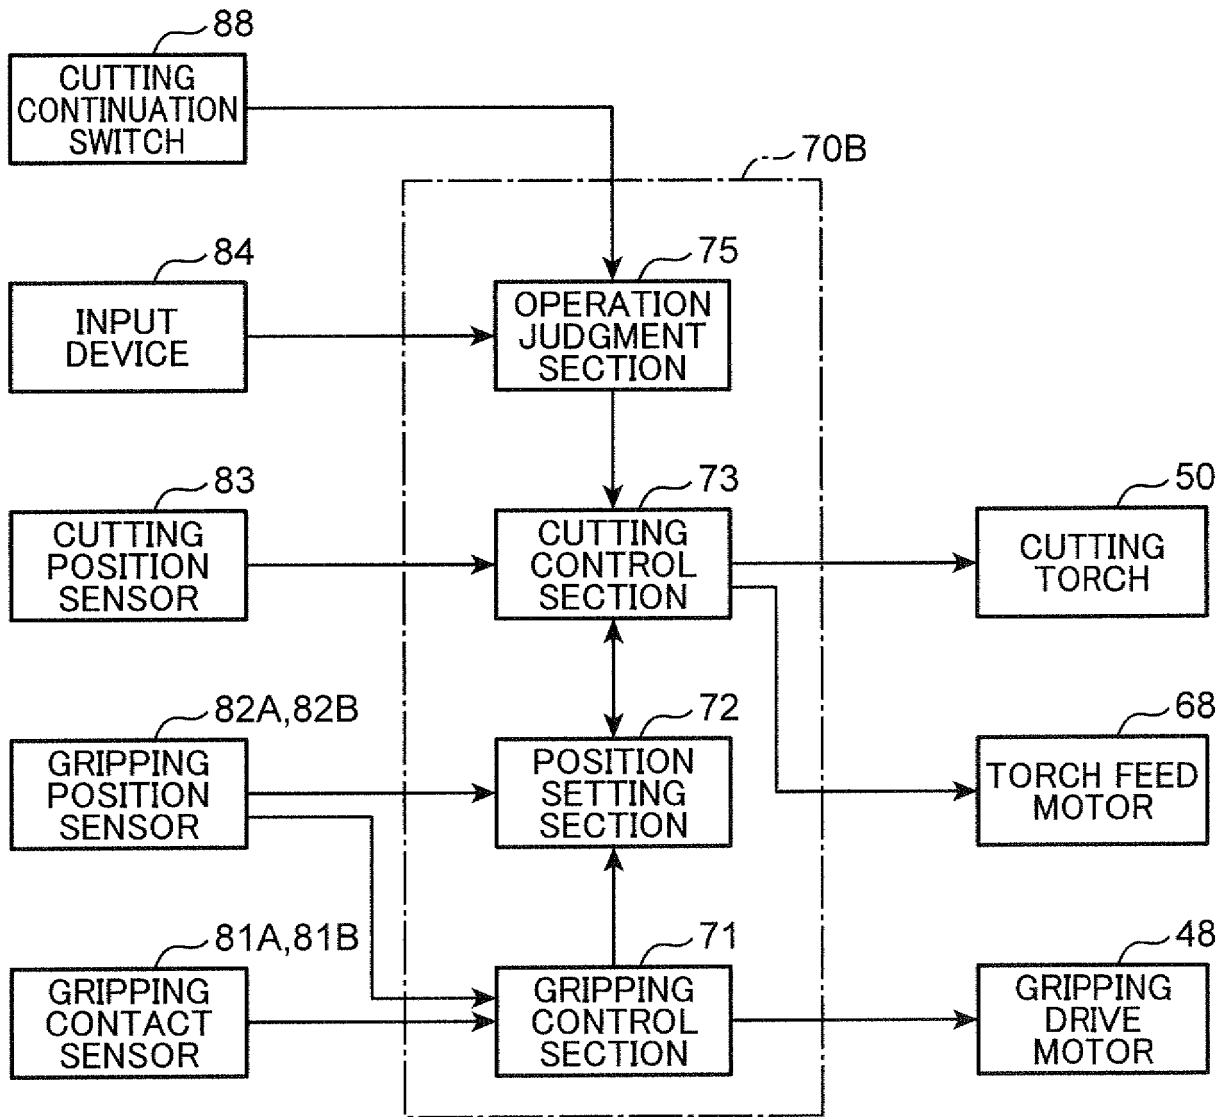 88
CUTTING
CONTINUATION
SWITCH
70B
84
INPUT
DEVICE
75
OPERATION
JUDGMENT
SECTION
83
CUTTING
POSITION
SENSOR
73
CUTTING
CONTROL
SECTION
50
CUTTING
TORCH
82A,82B
GRIPPING
POSITION
SENSOR
72
POSITION
SETTING
SECTION
68
TORCH FEED
MOTOR
81A,81B
GRIPPING
CONTACT
SENSOR
71
GRIPPING
CONTROL
SECTION
48
GRIPPING
DRIVE
MOTOR